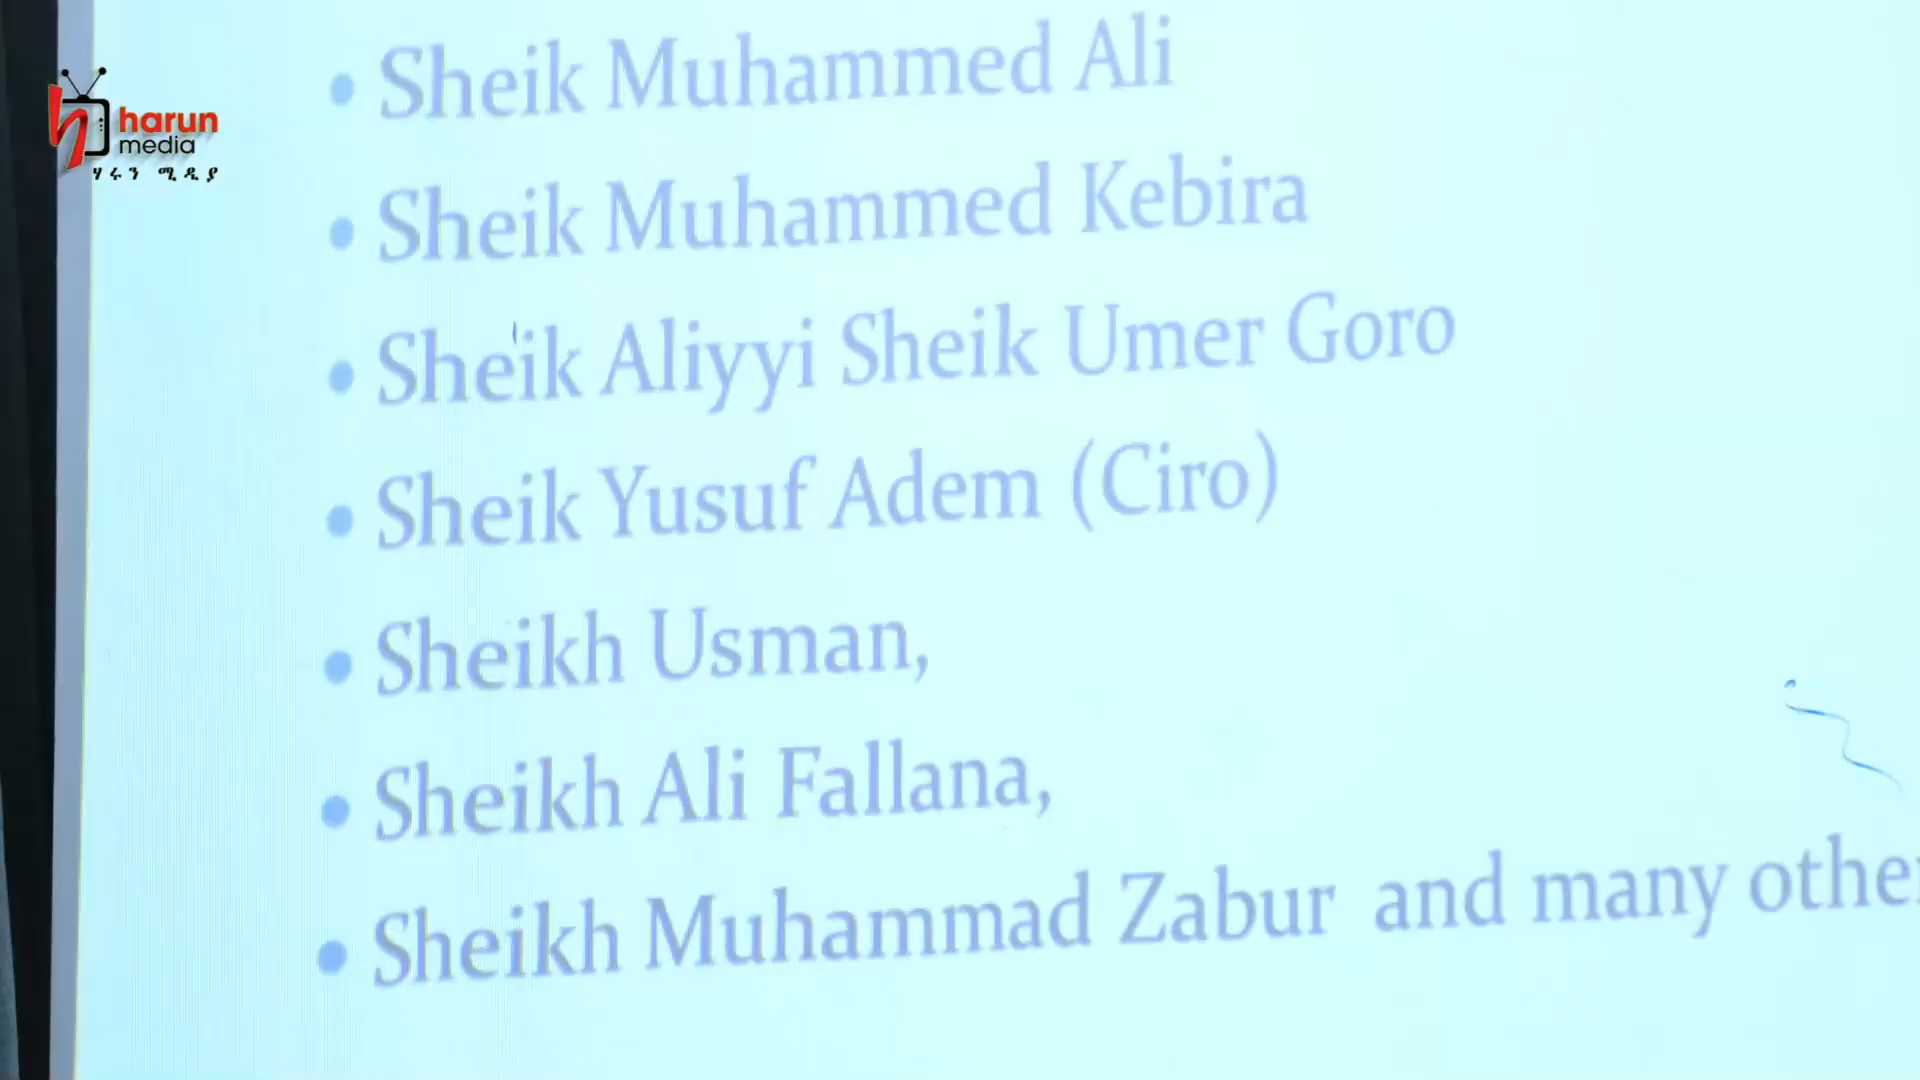 harun
media
ሃሩን ሚዲያ
• Sheik Muhammed Ali
• Sheik Muhammed Kebira
• Sheik Aliyyi Sheik Umer Goro
• Sheik Yusuf Adem (Ciro)
• Sheikh Usman,
• Sheikh Ali Fallana,
• Sheikh Muhammad Zabur and many other